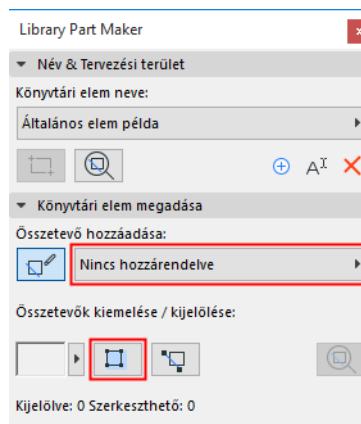 Library Part Maker
Név & Tervezési terület
Könyvtári elem neve:
Általános elem példa
Könyvtári elem megadása
Összetevő hozzáadása:
Nincs hozzárendelve
Összetevők kiemelése / kijelölése:
Kijelölve: 0 Szerkeszthető: 0